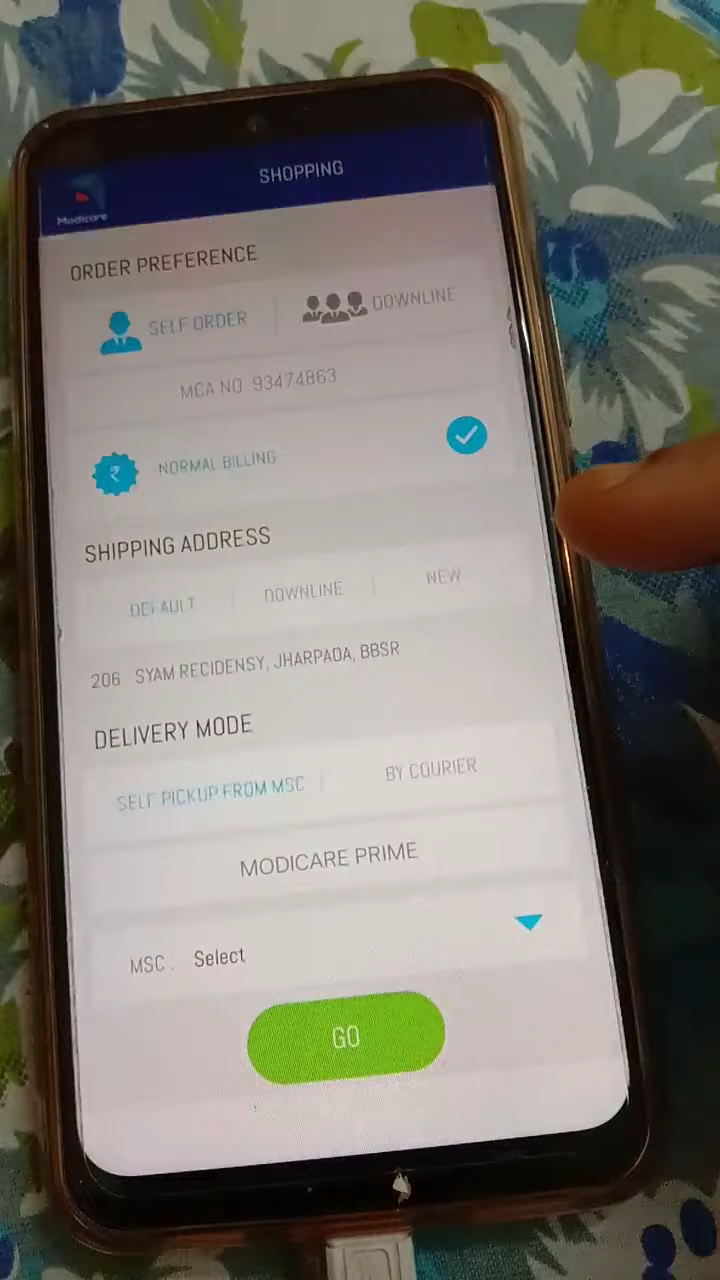 Modicare
SHOPPING
ORDER PREFERENCE
SELF ORDER
DOWNLINE
MCA NO 93474863
₹
NORMAL BILLING
SHIPPING ADDRESS
DEFAULT
DOWNLINE
NEW
206 SYAM RECIDENSY, JHARPADA, BBSR
DELIVERY MODE
SELF PICKUP FROM MSC
BY COURIER
MODICARE PRIME
MSC : Select
GO